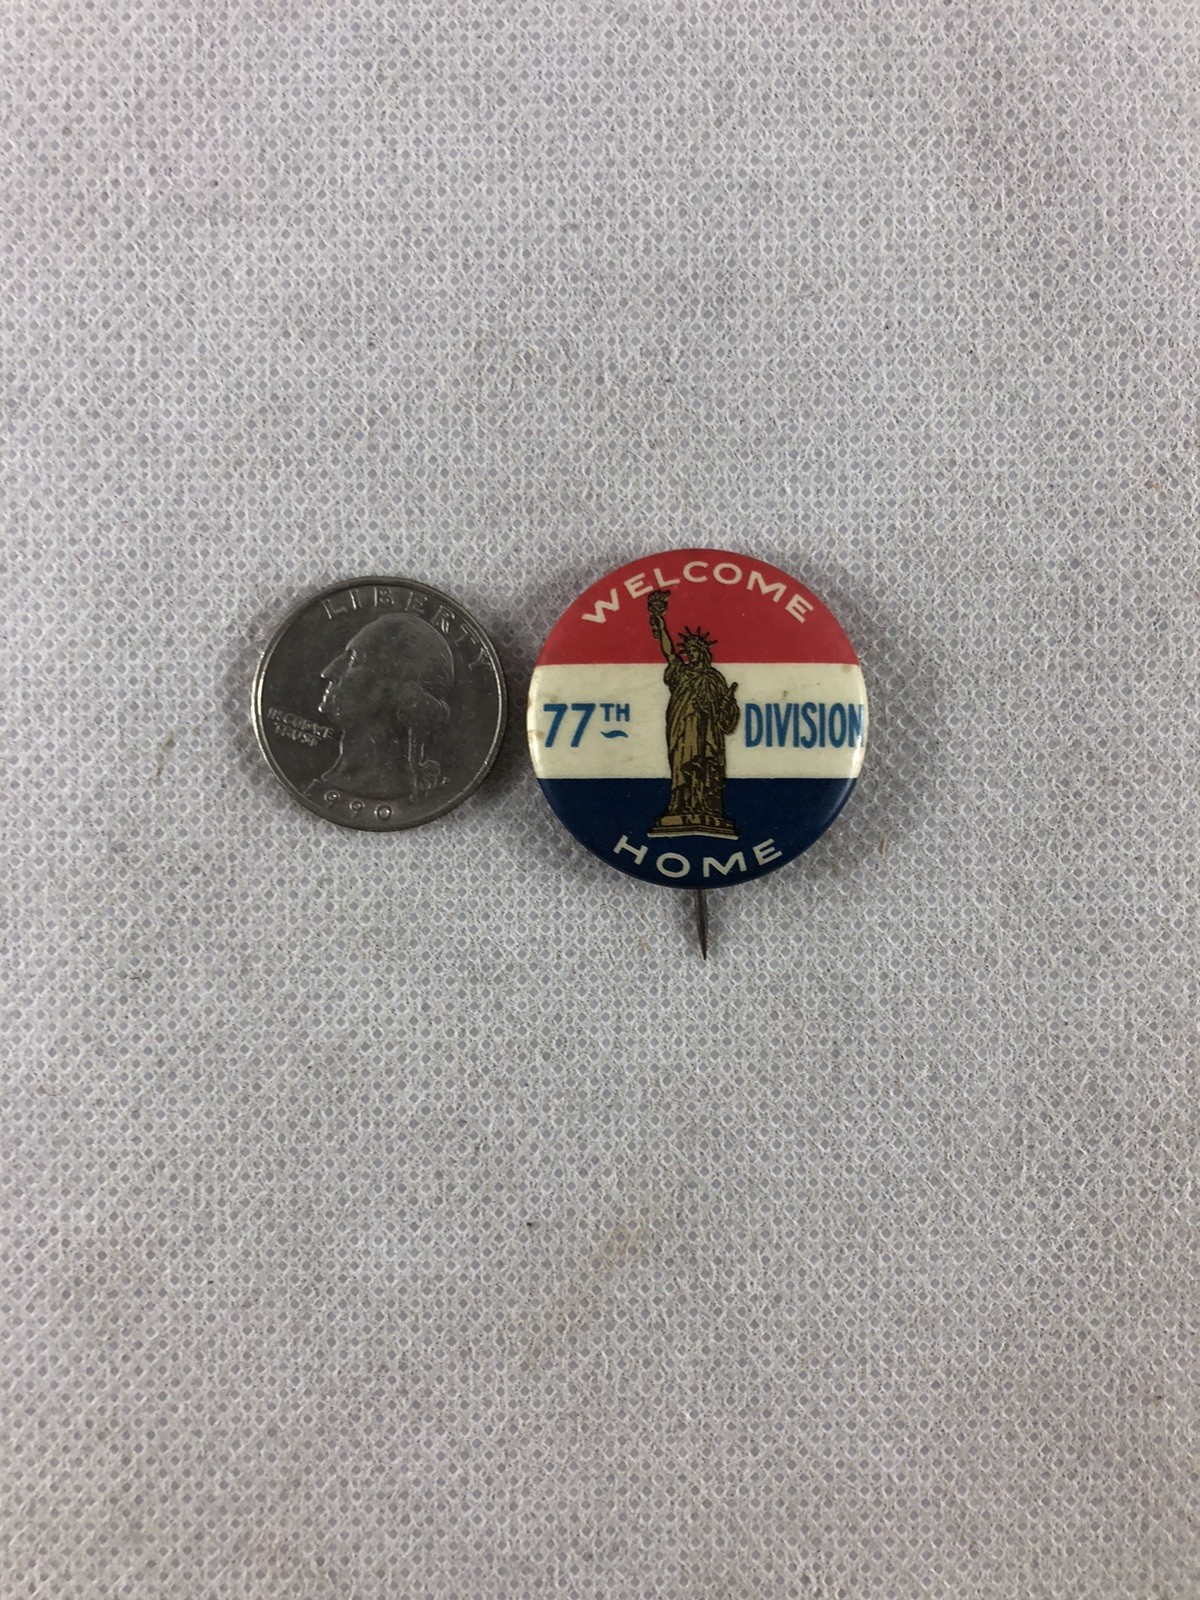 LIBERTY
IN GOD WE
TRUST
1990
WELCOME
77TH DIVISION
HOME